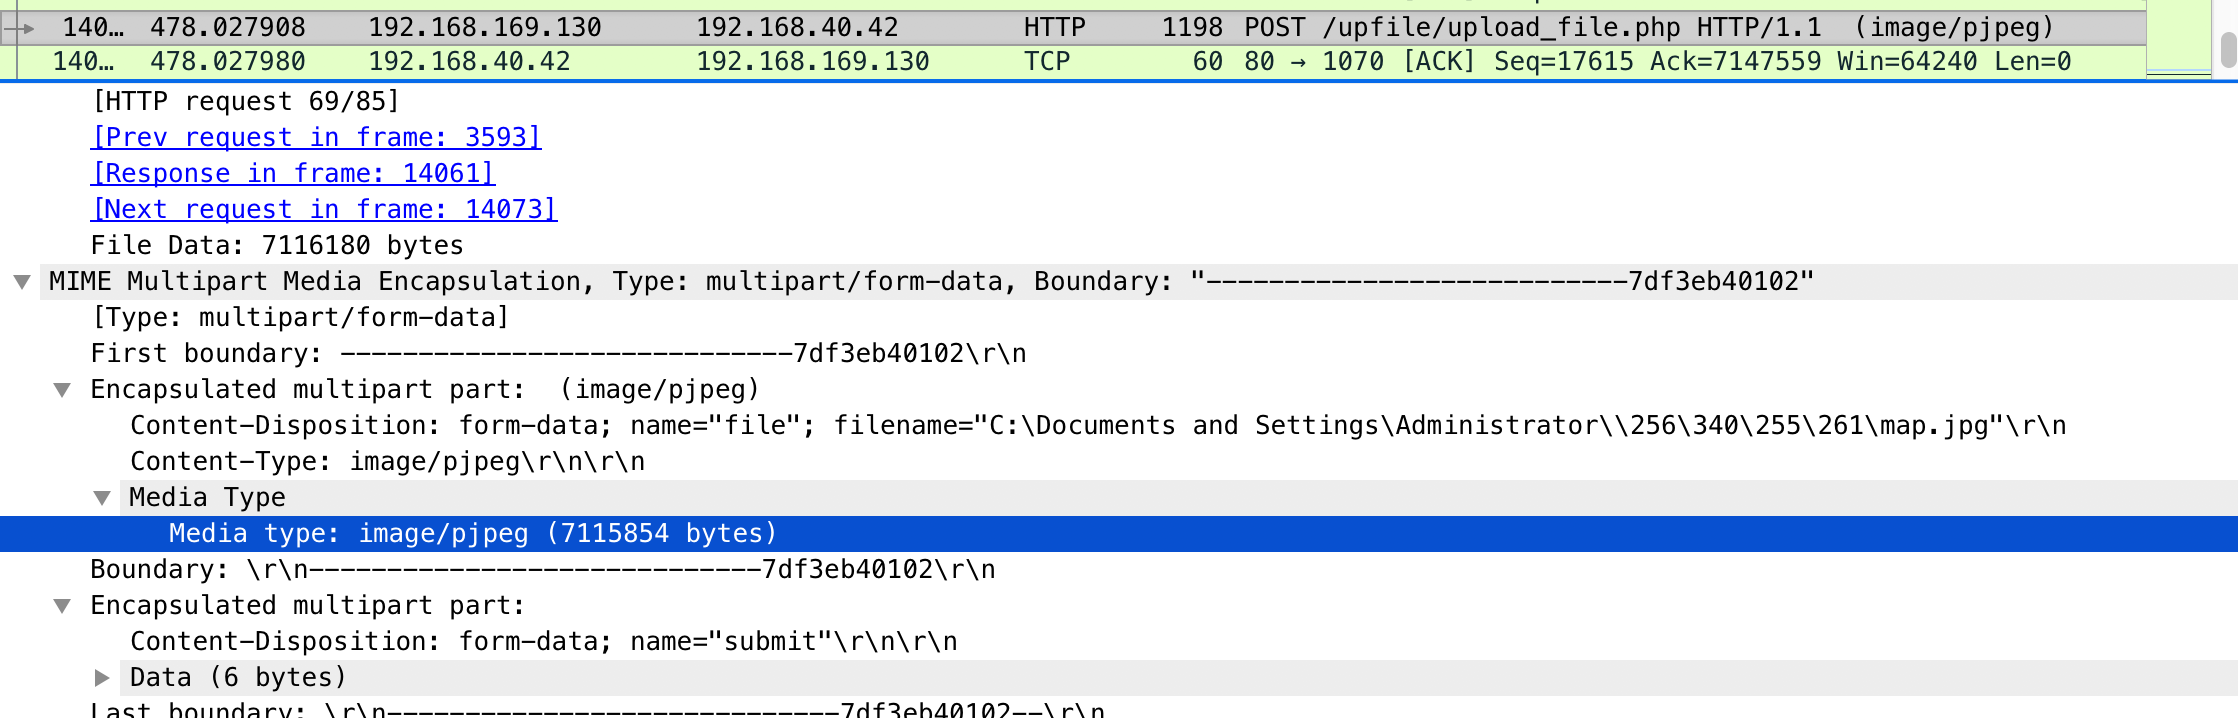 140… 478.027908 192.168.169.130 192.168.40.42 HTTP 1198 POST /upfile/upload_file.php HTTP/1.1 (image/pjpeg)
140… 478.027980 192.168.40.42 192.168.169.130 TCP 60 80 → 1070 [ACK] Seq=17615 Ack=7147559 Win=64240 Len=0
[HTTP request 69/85]
[Prev request in frame: 3593]
[Response in frame: 14061]
[Next request in frame: 14073]
File Data: 7116180 bytes
MIME Multipart Media Encapsulation, Type: multipart/form-data, Boundary: "---------------------------7df3eb40102"
[Type: multipart/form-data]
First boundary: -----------------------------7df3eb40102\r\n
Encapsulated multipart part:  (image/pjpeg)
Content-Disposition: form-data; name="file"; filename="C:\Documents and Settings\Administrator\\256\340\255\261\map.jpg"\r\n
Content-Type: image/pjpeg\r\n\r\n
Media Type
Media type: image/pjpeg (7115854 bytes)
Boundary: \r\n-----------------------------7df3eb40102\r\n
Encapsulated multipart part:
Content-Disposition: form-data; name="submit"\r\n\r\n
Data (6 bytes)
Last boundary: \r\n-----------------------------7df3eb40102--\r\n